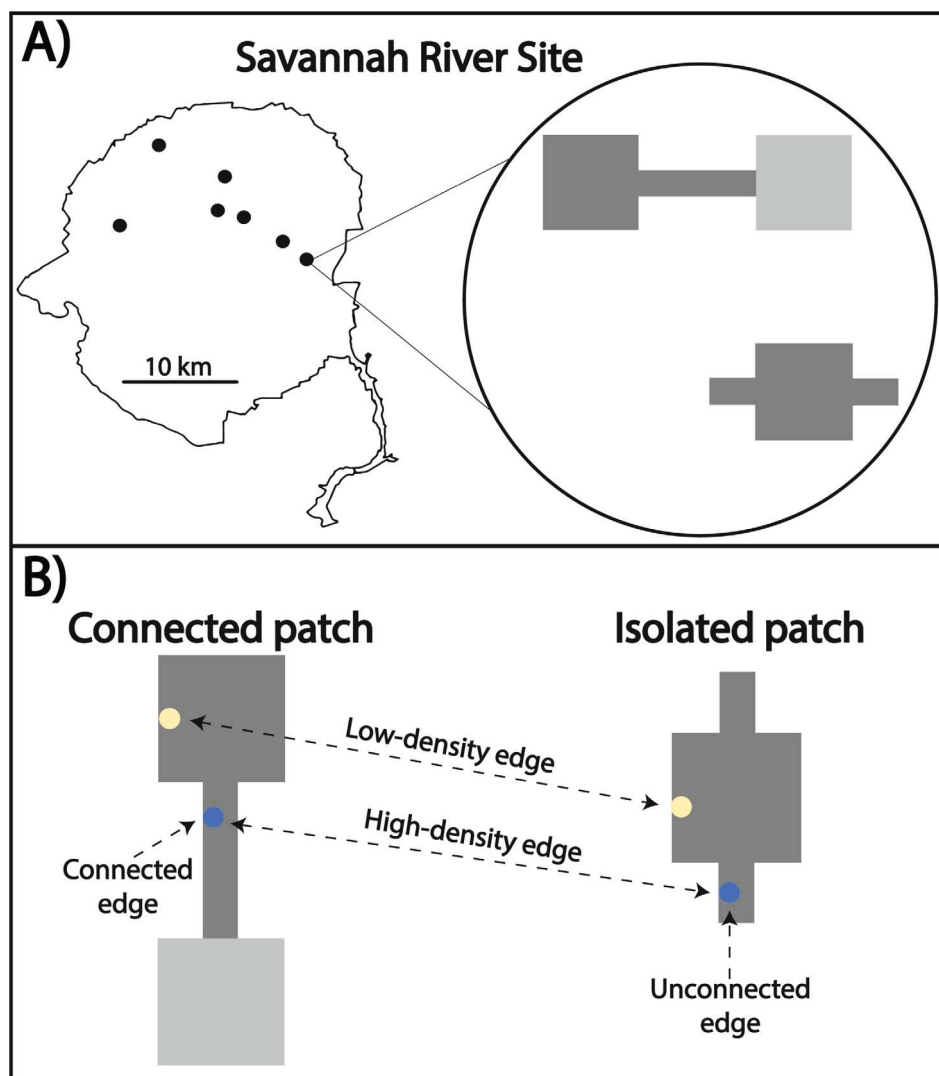 A)
Savannah River Site
10 km
B)
Connected patch
Isolated patch
Low-density edge
High-density edge
Connected
edge
Unconnected
edge